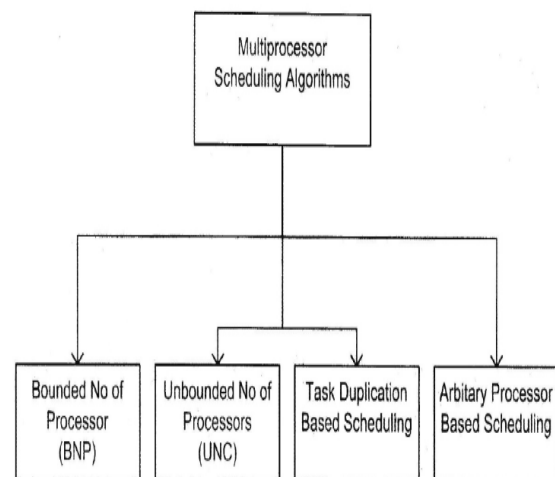 Multiprocessor
Scheduling Algorithms
Bounded No of
Processor
(BNP)
Unbounded No of
Processors
(UNC)
Task Duplication
Based Scheduling
Arbitary Processor
Based Scheduling